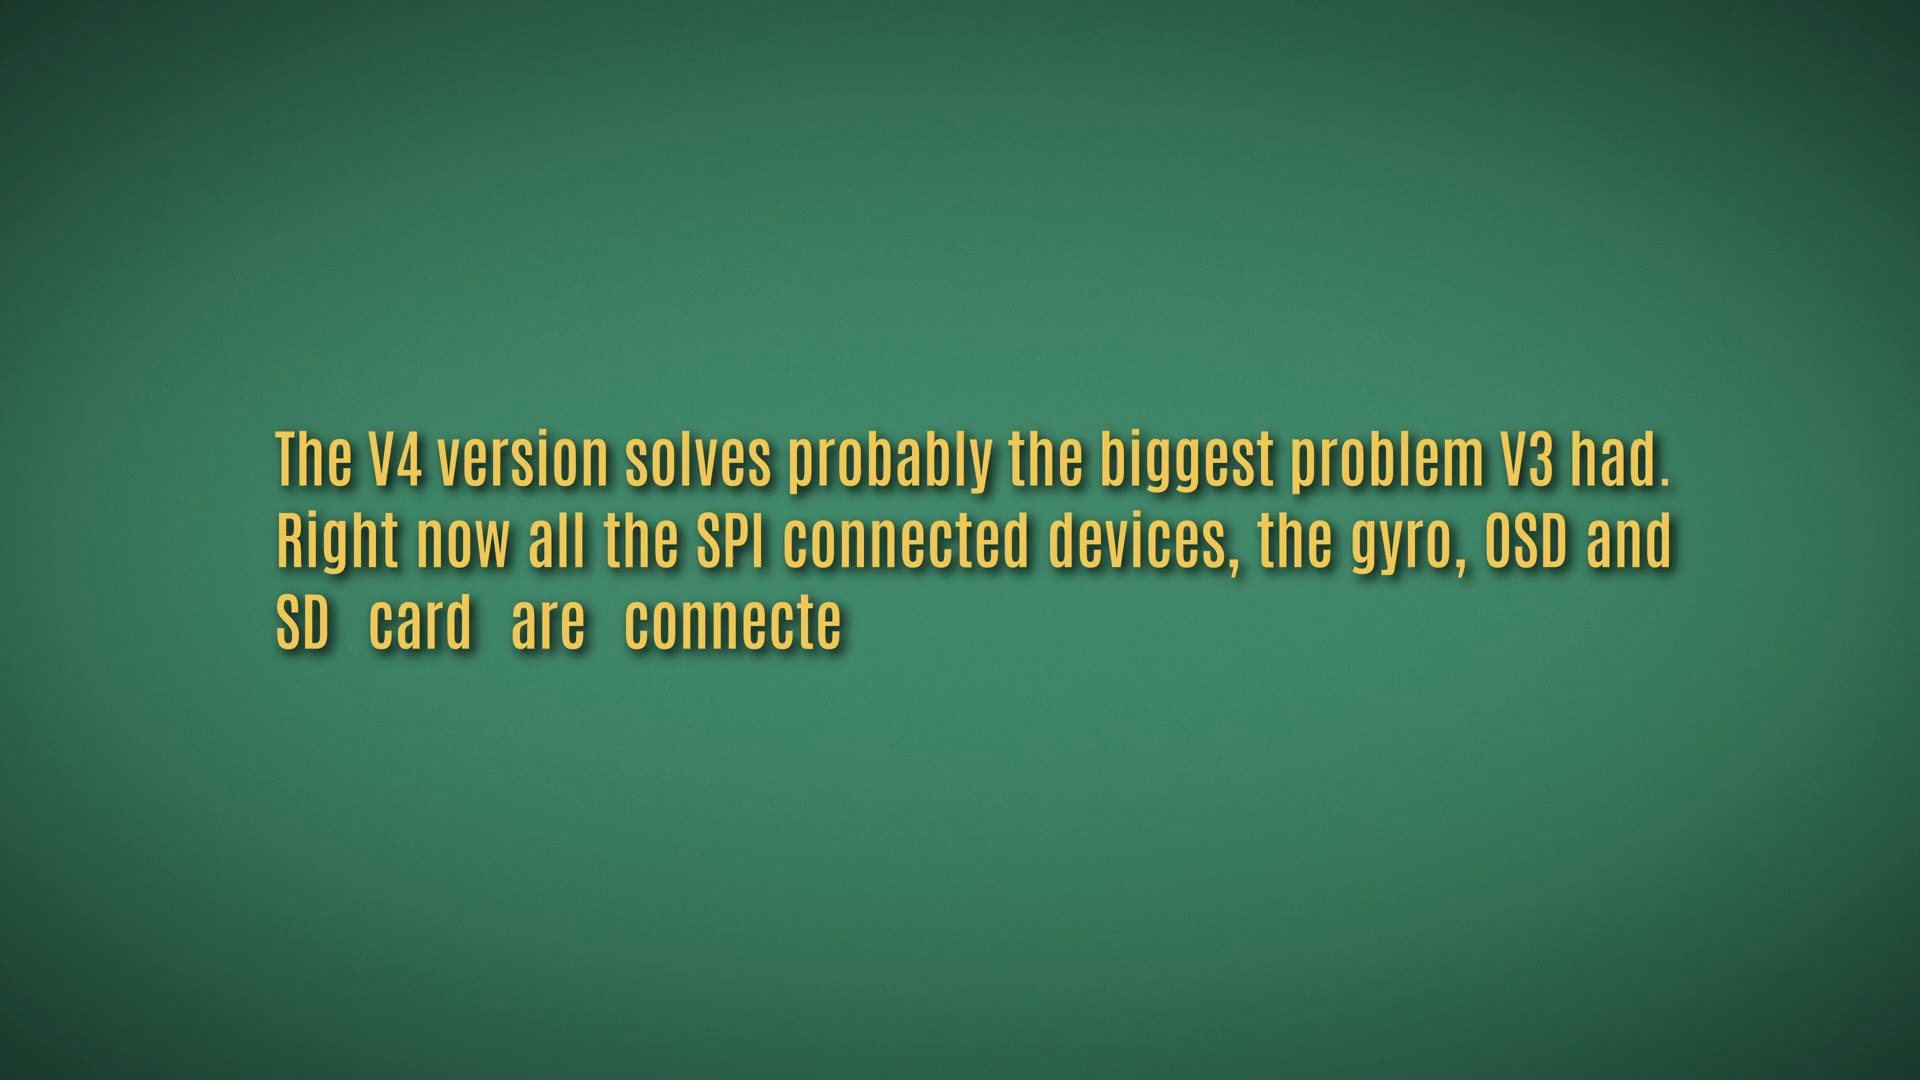 The V4 version solves probably the biggest problem V3 had.
Right now all the SPI connected devices, the gyro, OSD and
SD card are connecte